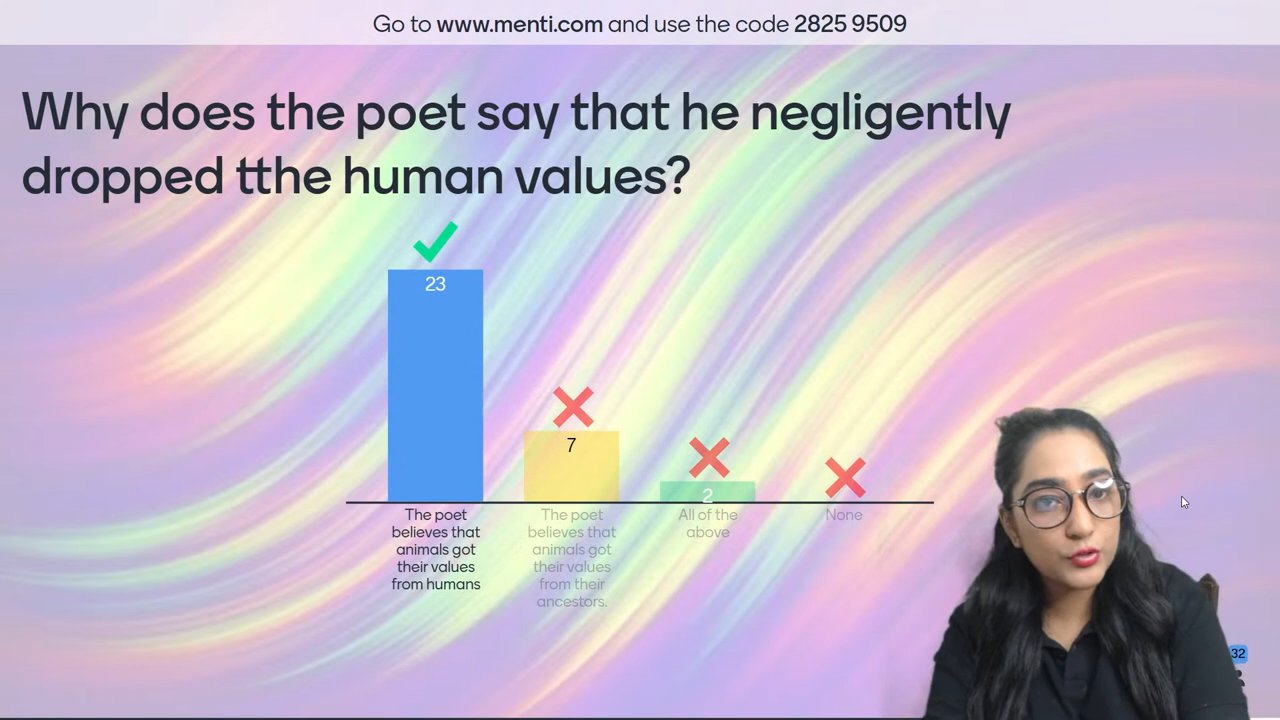 Go to www.menti.com and use the code 2825 9509
Why does the poet say that he negligently
dropped tthe human values?
23
7
2
The poet
believes that
animals got
their values
from humans
The poet
believes that
animals got
their values
from their
ancestors.
All of the
above
None
32